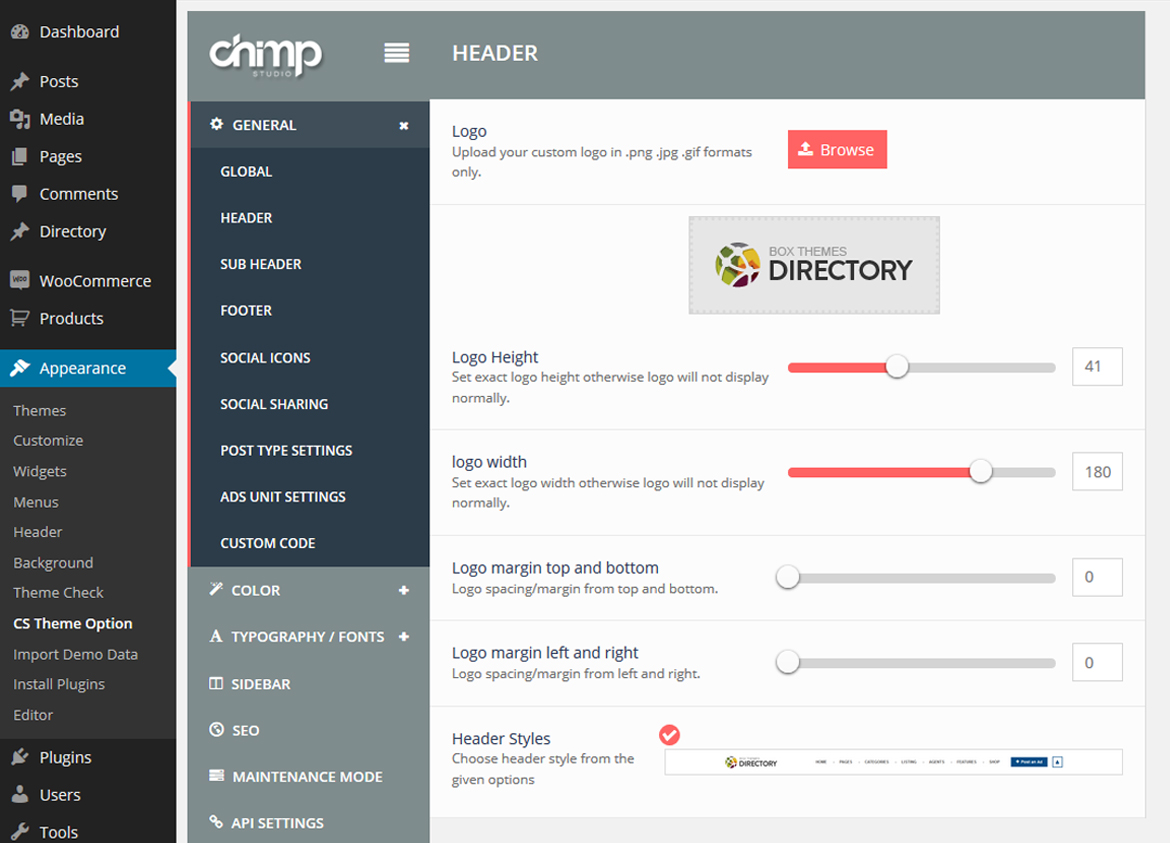 Dashboard
Posts
Media
Pages
Comments
Directory
WOO
WooCommerce
Products
Appearance
Themes
Customize
Widgets
Menus
Header
Background
Theme Check
CS Theme Option
Import Demo Data
Install Plugins
Editor
Plugins
Users
Tools
chimp
STUDIO
GENERAL
GLOBAL
HEADER
SUB HEADER
FOOTER
SOCIAL ICONS
SOCIAL SHARING
POST TYPE SETTINGS
ADS UNIT SETTINGS
CUSTOM CODE
COLOR
TYPOGRAPHY / FONTS
SIDEBAR
SEO
MAINTENANCE MODE
API SETTINGS
HEADER
Logo
Upload your custom logo in .png .jpg .gif formats
only.
Browse
BOX THEMES
DIRECTORY
Logo Height
Set exact logo height otherwise logo will not display
normally.
41
logo width
Set exact logo width otherwise logo will not display
normally.
180
Logo margin top and bottom
Logo spacing/margin from top and bottom.
0
Logo margin left and right
Logo spacing/margin from left and right.
0
Header Styles
Choose header style from the
given options
DIRECTORY
HOME PAGES CATEGORIES LISTING AGENTS FEATURES SHOP
Post an Ad